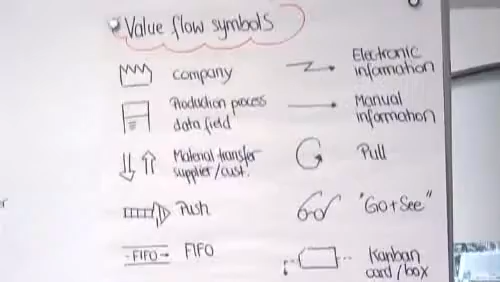 Value flow symbols
company
Production process
data field
Material transfer
supplier/cust.
Push
-FIFO→
FIFO
Electronic
information
Manual
information
Pull
"Go+See"
Kanban
card/box